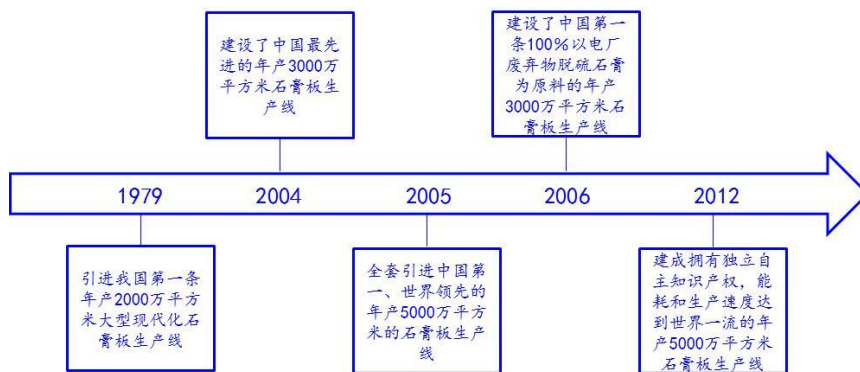 建设了中国最先
进的年产3000万
平方米石膏板生
产线
建设了中国第一
条100%以电厂
废弃物脱硫石膏
为原料的年产
3000万平方米石
膏板生产线
1979
2004
2005
2006
2012
引进我国第一条
年产2000万平方
米大型现代化石
膏板生产线
全套引进中国第
一、世界领先的
年产5000万平方
米的石膏板生产
线
建成拥有独立自
主知识产权，能
耗和生产速度达
到世界一流的年
产5000万平方米
石膏板生产线